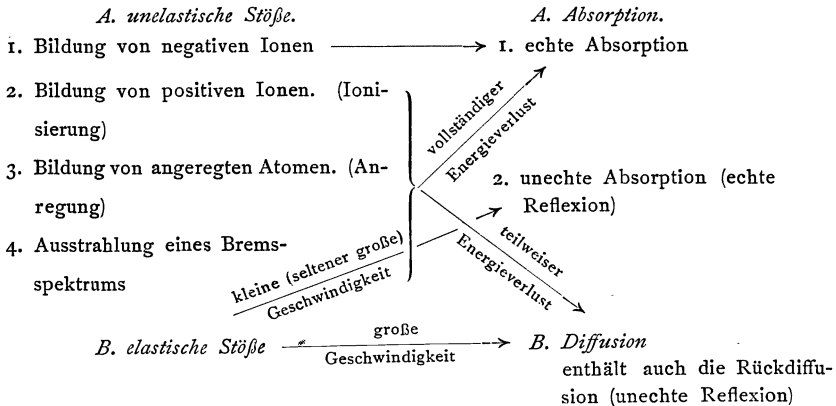 A. unelastische Stöße.
1. Bildung von negativen Ionen
2. Bildung von positiven Ionen. (Ioni-
sierung)
3. Bildung von angeregten Atomen. (An-
regung)
4. Ausstrahlung eines Brems-
spektrums
B. elastische Stöße
kleine (seltener große)
Geschwindigkeit
große
Geschwindigkeit
vollständiger
Energieverlust
teilweiser
Energieverlust
A. Absorption.
1. echte Absorption
2. unechte Absorption (echte
Reflexion)
B. Diffusion
enthält auch die Rückdiffu-
sion (unechte Reflexion)